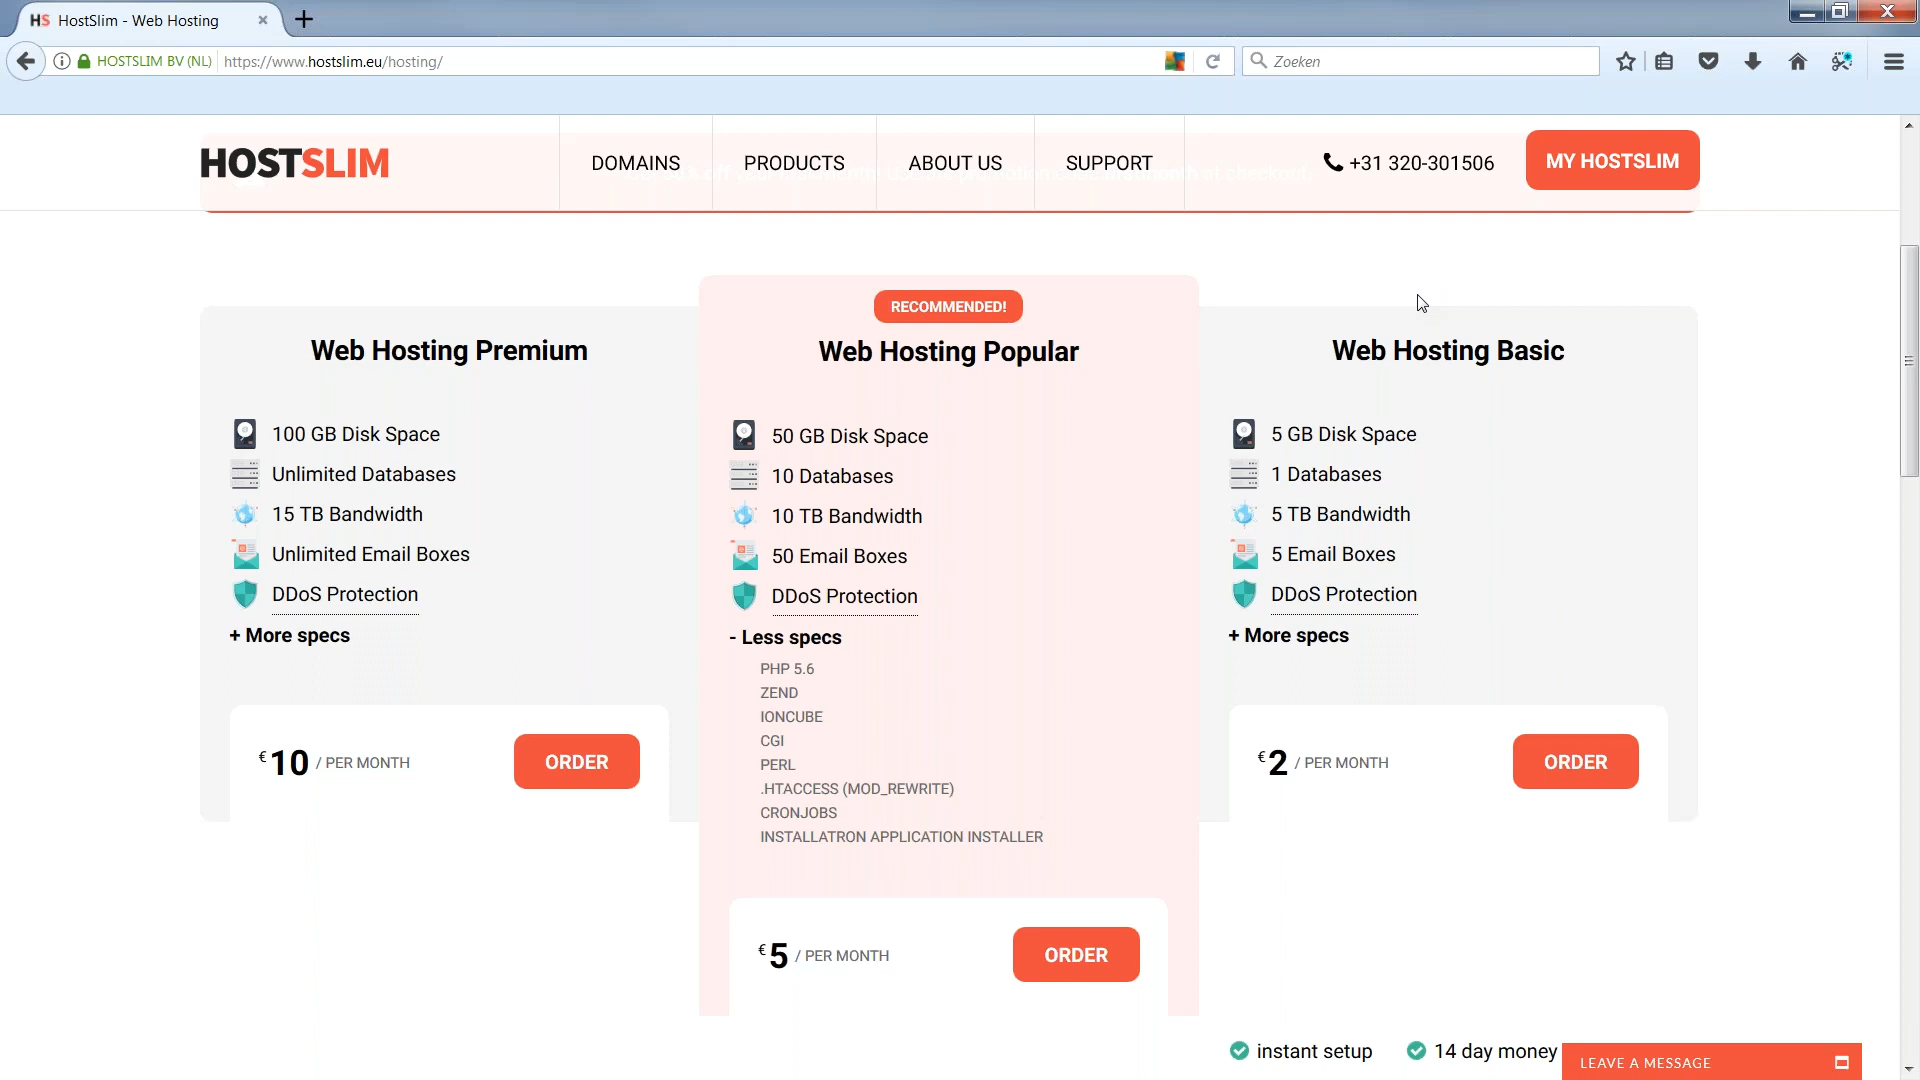 HS HostSlim - Web Hosting
HOSTSLIM BV (NL) https://www.hostslim.eu/hosting/
Zoeken
HOSTSLIM
DOMAINS
PRODUCTS
ABOUT US
SUPPORT
+31 320-301506
MY HOSTSLIM
Web Hosting Premium
100 GB Disk Space
Unlimited Databases
15 TB Bandwidth
Unlimited Email Boxes
DDoS Protection
+ More specs
€ 10 / PER MONTH
ORDER
RECOMMENDED!
Web Hosting Popular
50 GB Disk Space
10 Databases
10 TB Bandwidth
50 Email Boxes
DDoS Protection
- Less specs
PHP 5.6
ZEND
IONCUBE
CGI
PERL
.HTACCESS (MOD_REWRITE)
CRONJOBS
INSTALLATRON APPLICATION INSTALLER
€ 5 / PER MONTH
ORDER
Web Hosting Basic
5 GB Disk Space
1 Databases
5 TB Bandwidth
5 Email Boxes
DDoS Protection
+ More specs
€ 2 / PER MONTH
ORDER
instant setup
14 day money
LEAVE A MESSAGE